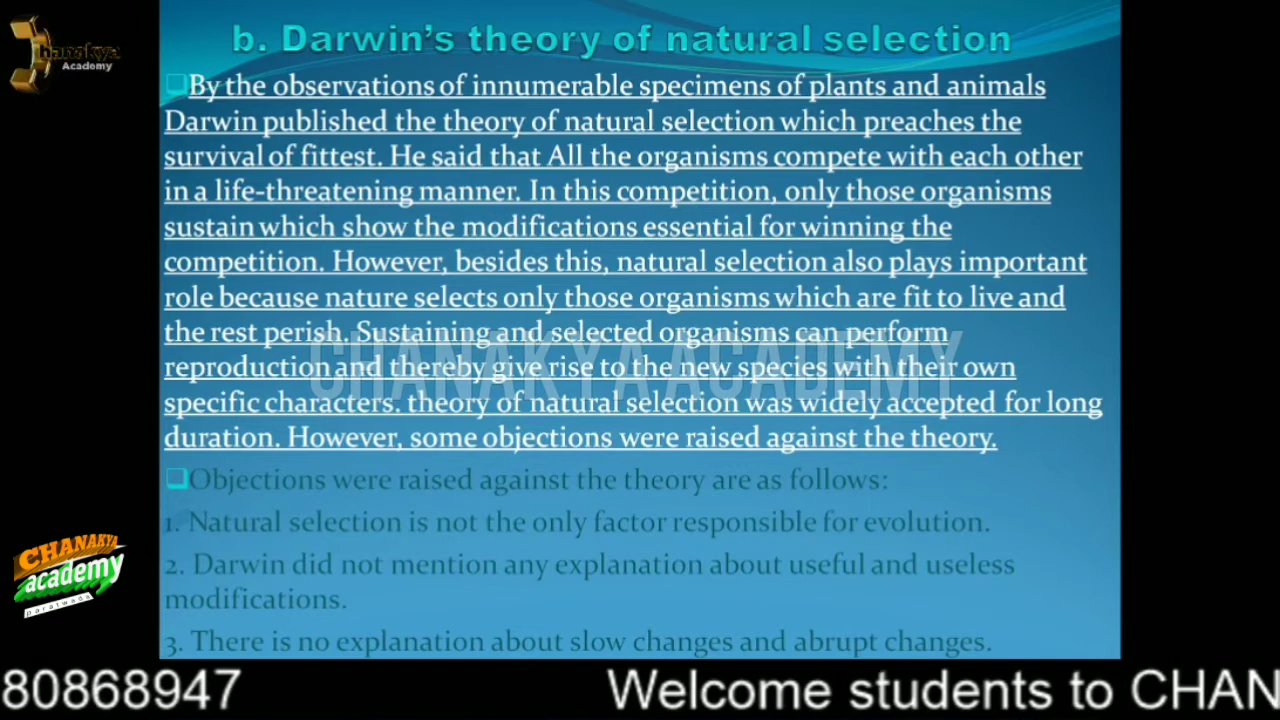 b. Darwin's theory of natural selection
hanakya
Academy
By the observations of innumerable specimens of plants and animals
Darwin published the theory of natural selection which preaches the
survival of fittest. He said that All the organisms compete with each other
in a life-threatening manner. In this competition, only those organisms
sustain which show the modifications essential for winning the
competition. However, besides this, natural selection also plays important
role because nature selects only those organisms which are fit to live and
the rest perish. Sustaining and selected organisms can perform
CHANAKYA ACADEMY
reproduction and thereby give rise to the new species with their own
specific characters. theory of natural selection was widely accepted for long
duration. However, some objections were raised against the theory.
Objections were raised against the theory are as follows:
1. Natural selection is not the only factor responsible for evolution.
2. Darwin did not mention any explanation about useful and useless
modifications.
3. There is no explanation about slow changes and abrupt changes.
CHANAKYA
academy
paratwada
80868947 Welcome students to CHAN